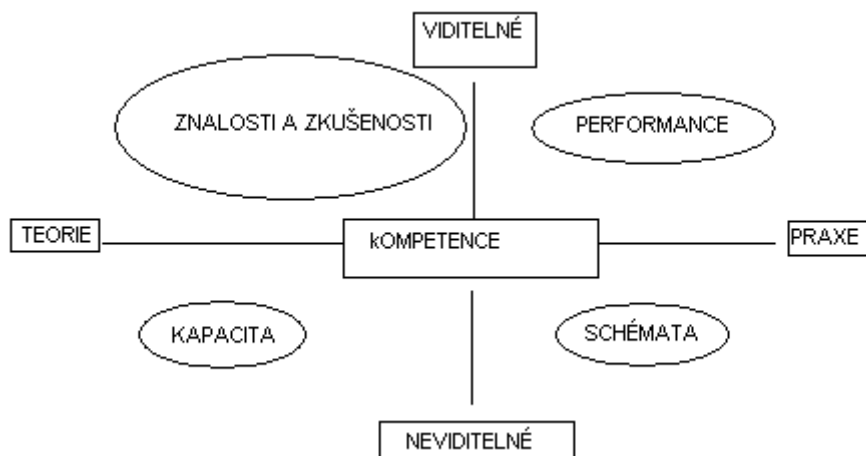 VIDITELNÉ
ZNALOSTI A ZKUŠENOSTI
PERFORMANCE
TEORIE
kOMPETENCE
PRAXE
KAPACITA
SCHÉMATA
NEVIDITELNÉ